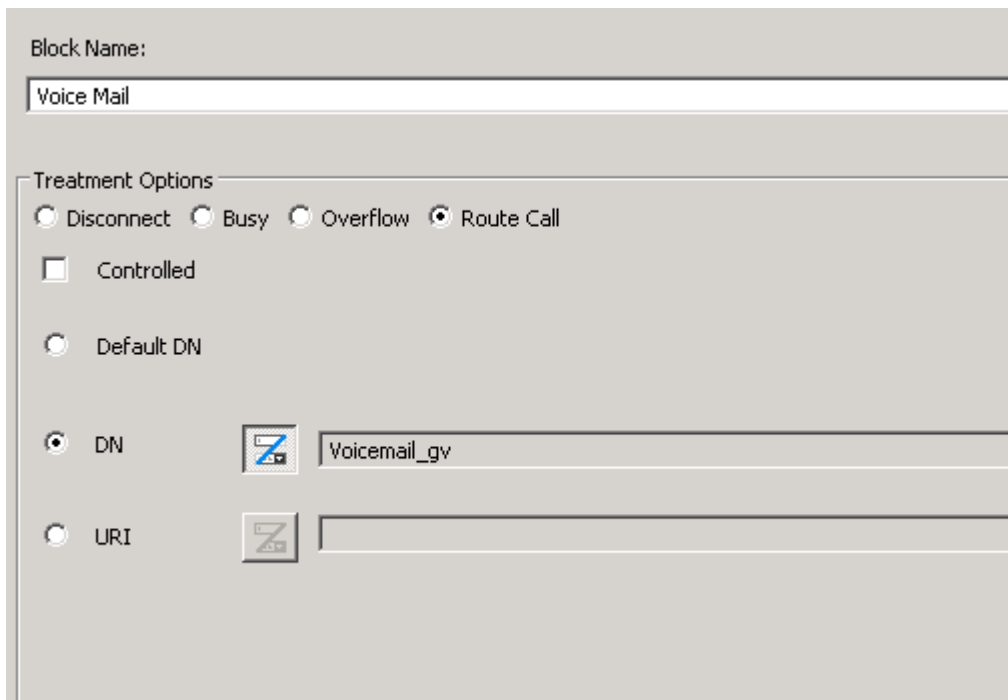 Block Name:
Voice Mail
Treatment Options
Disconnect Busy Overflow Route Call
Controlled
Default DN
DN Voicemail_gv
URI